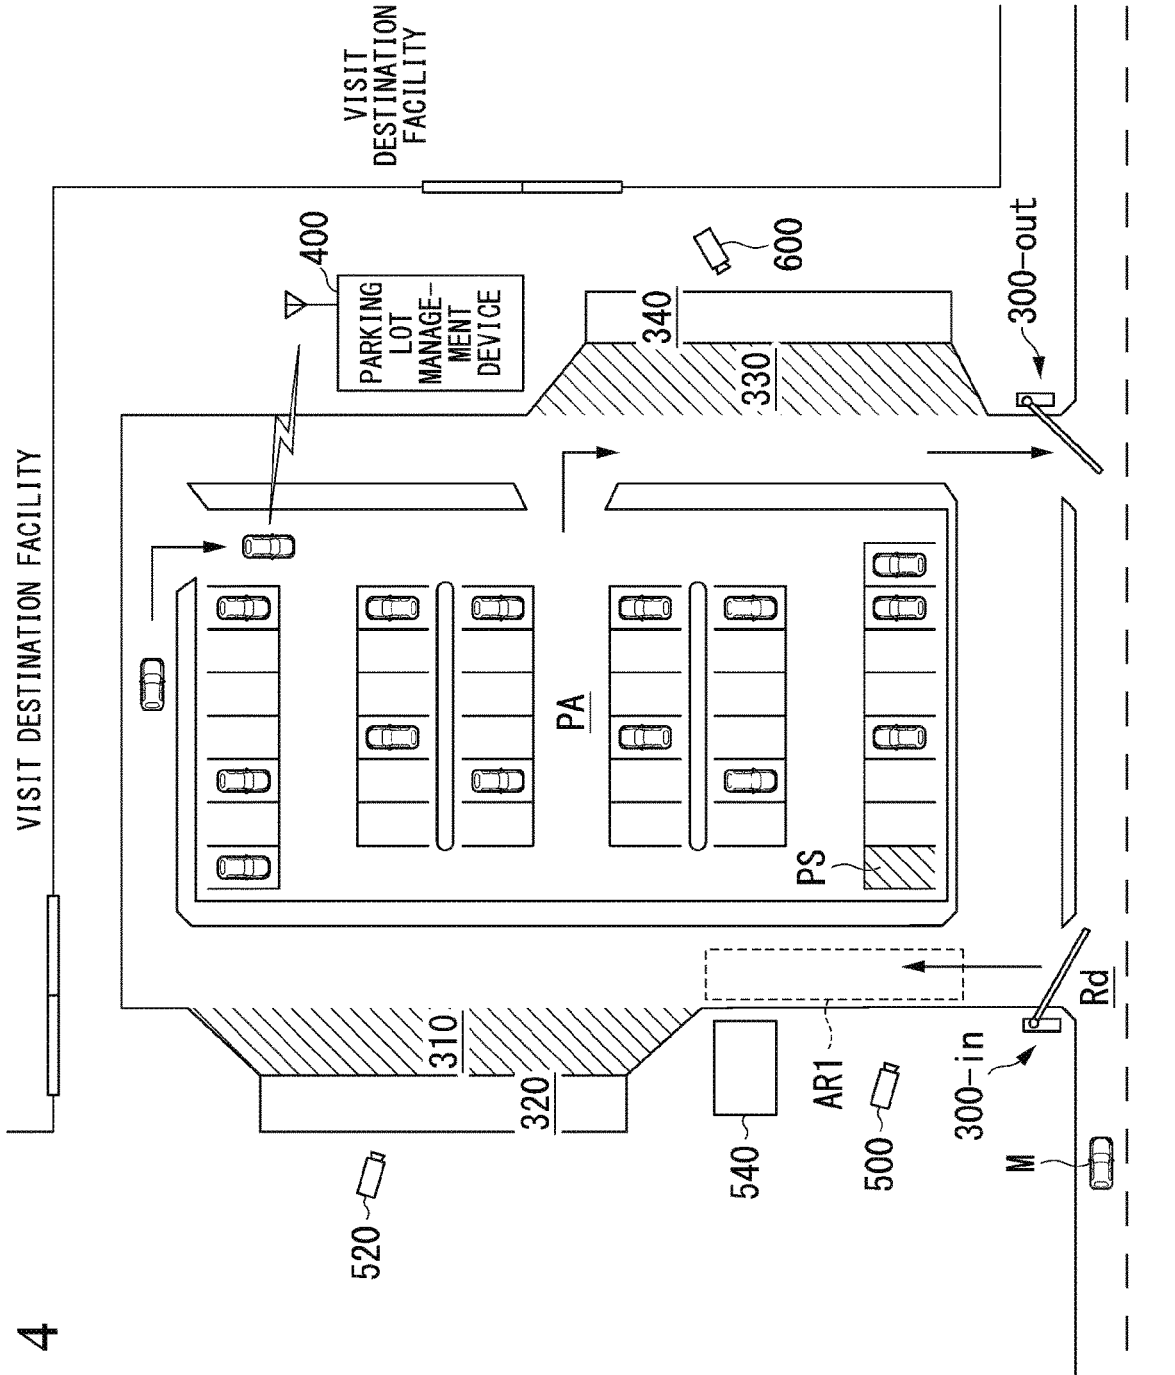 4
VISIT DESTINATION FACILITY
VISIT
DESTINATION
FACILITY
400
PARKING
LOT
MANAGE-
MENT
DEVICE
520
310
320
340
330
600
PA
PS
540
AR1
500
300-in
300-out
M
Rd